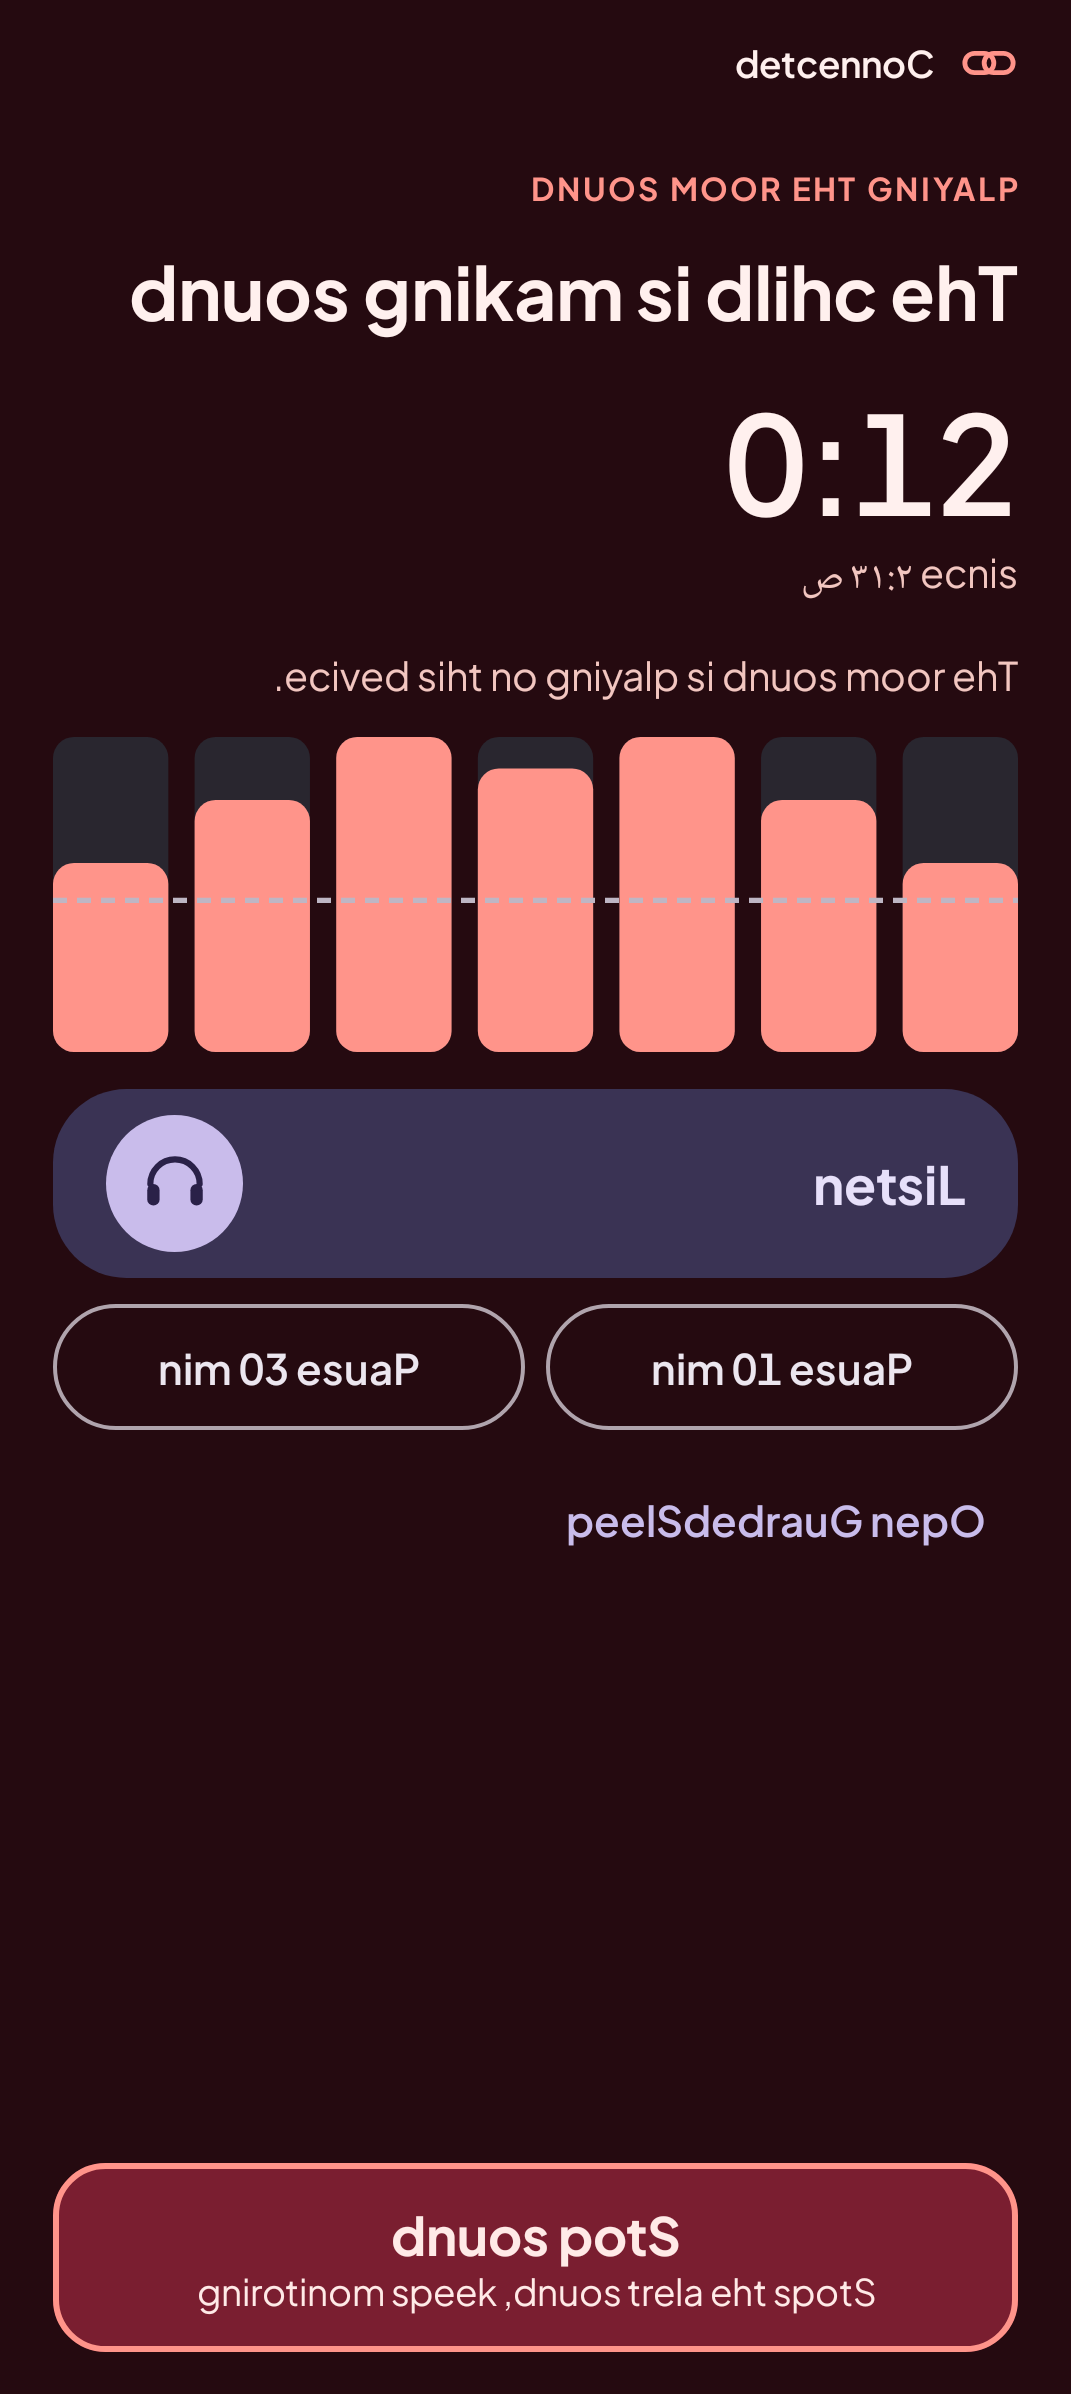 detcennoC
DNUOS MOOR EHT GNIYALP
dnuos gnikam si dlihc ehT
0:12
ص ٣١:٢ ecnis
.ecived siht no gniyalp si dnuos moor ehT
netsiL
nim 03 esuaP
nim 01 esuaP
peelSdedrauG nepO
dnuos potS
gnirotinom speek ,dnuos trela eht spotS